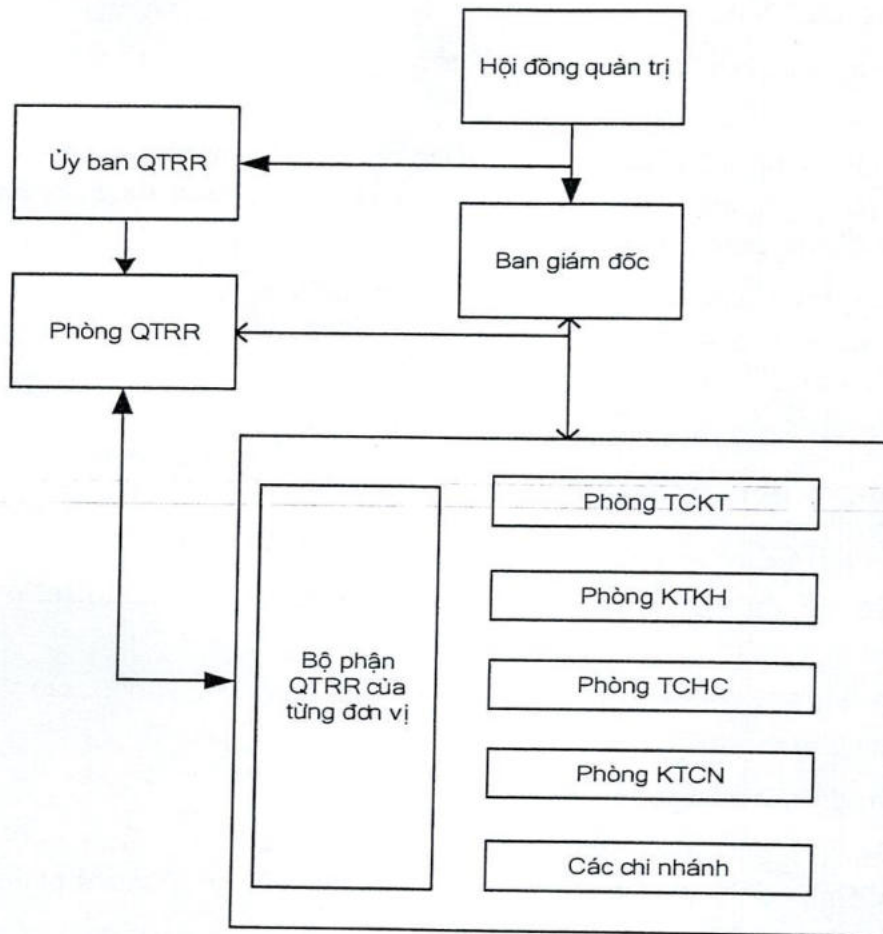 Hội đồng quản trị
Ủy ban QTRR
Ban giám đốc
Phòng QTRR
Phòng TCKT
Phòng KTKH
Bộ phận
QTRR của
từng đơn vị
Phòng TCHC
Phòng KTCN
Các chi nhánh